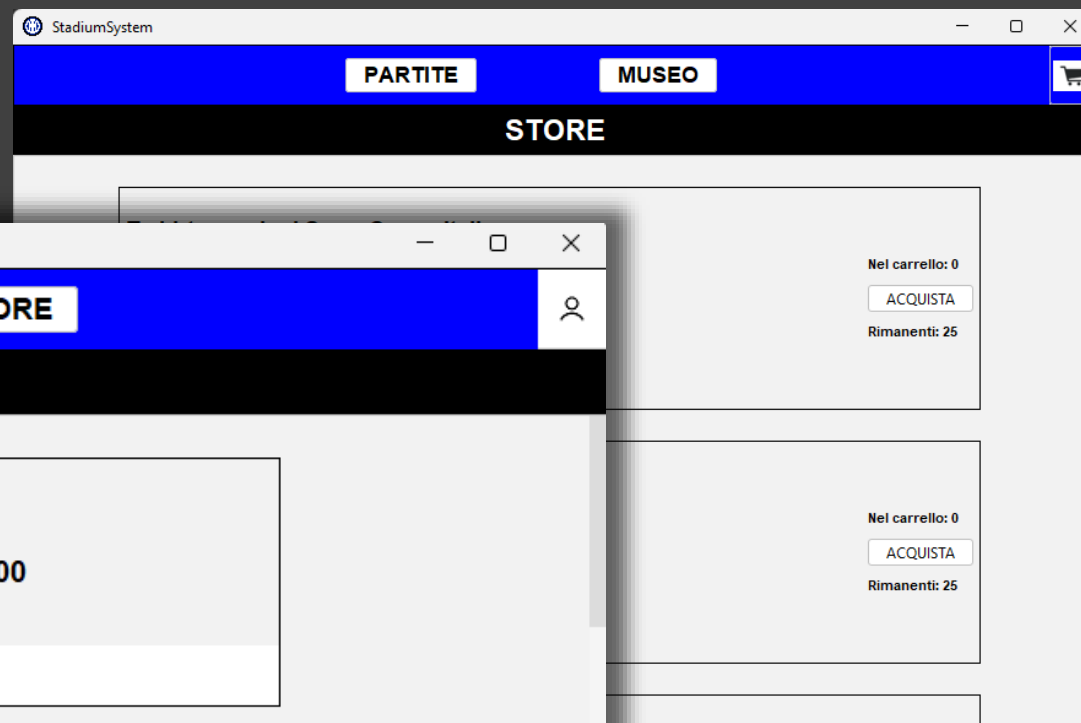 StadiumSystem
PARTITE
MUSEO
STORE
Nel carrello: 0
ACQUISTA
Rimanenti: 25
ORE
00
Nel carrello: 0
ACQUISTA
Rimanenti: 25